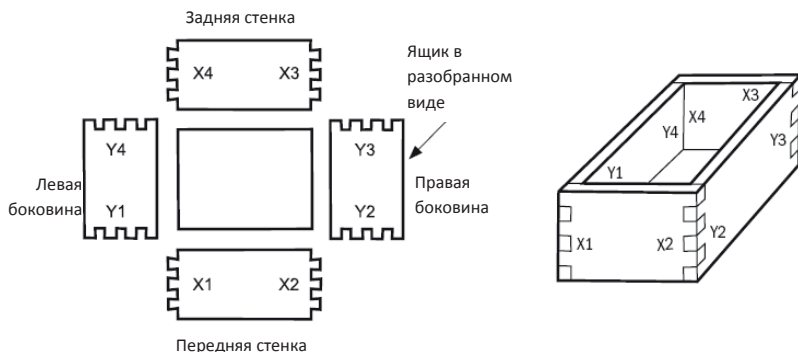 Задняя стенка
X4 X3
Ящик в
разобранном
виде
Y4 Y3
Левая
боковина
Y1 Y2
Правая
боковина
X1 X2
Передняя стенка
X3
X4
Y4
Y3
Y1
Y2
X1 X2